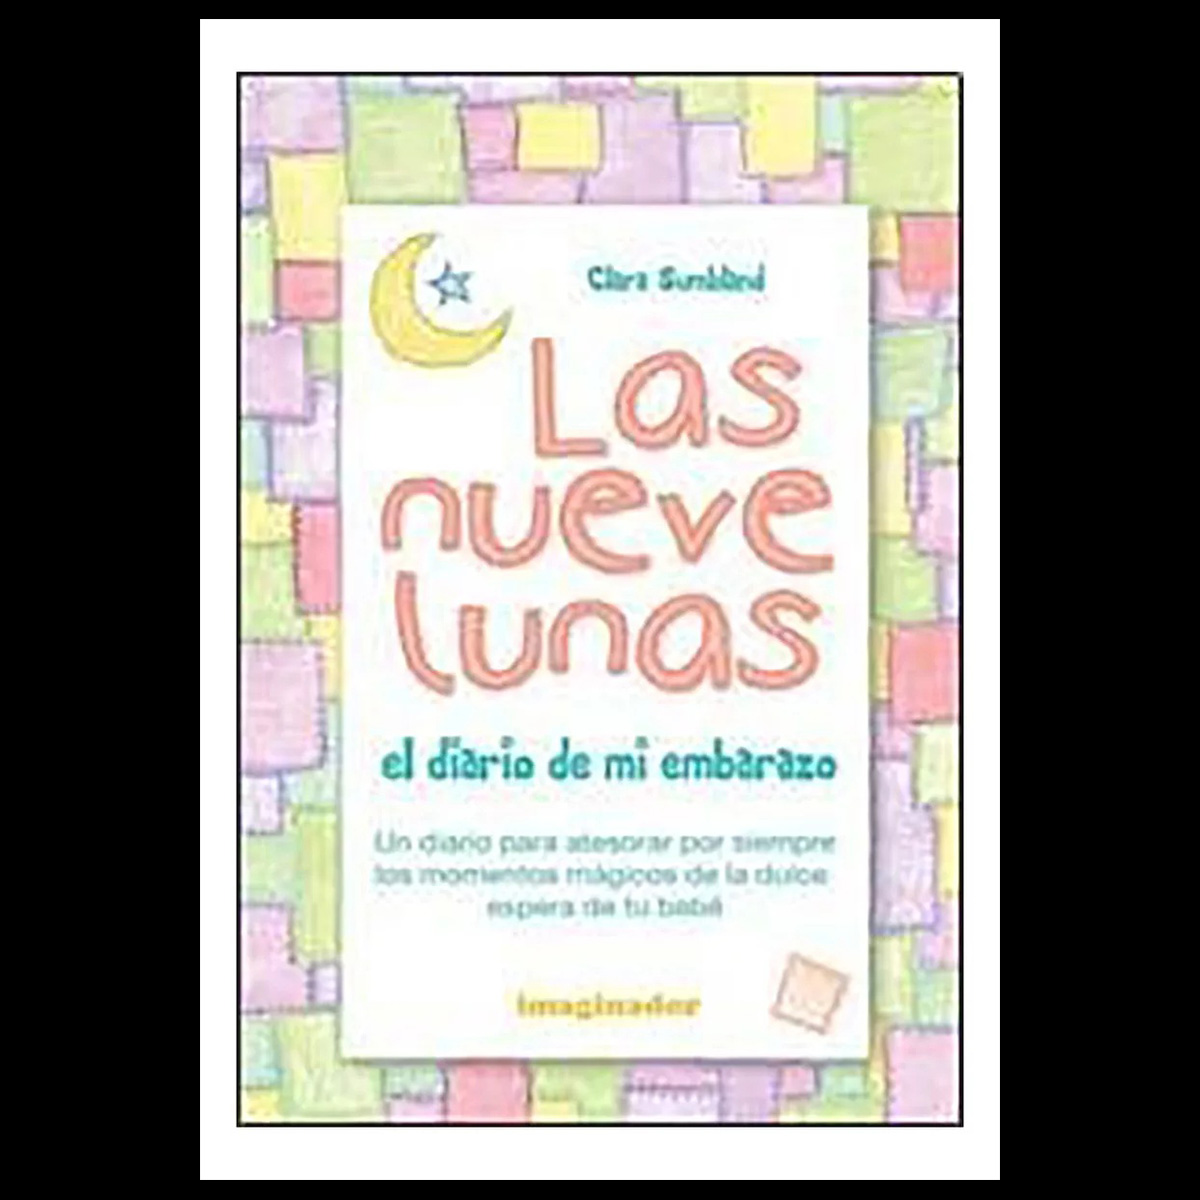 Clara Sumbland
Las
nueve
lunas
el diario de mi embarazo
Un diario para atesorar por siempre
los momentos mágicos de la dulce
espera de tu bebé
imaginador